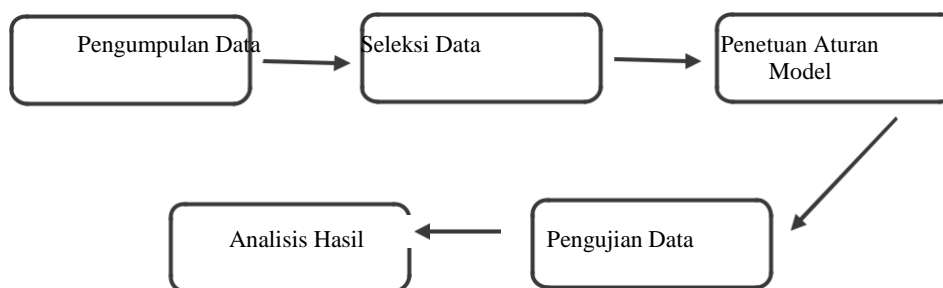 Pengumpulan Data
Seleksi Data
Penetuan Aturan
Model
Pengujian Data
Analisis Hasil